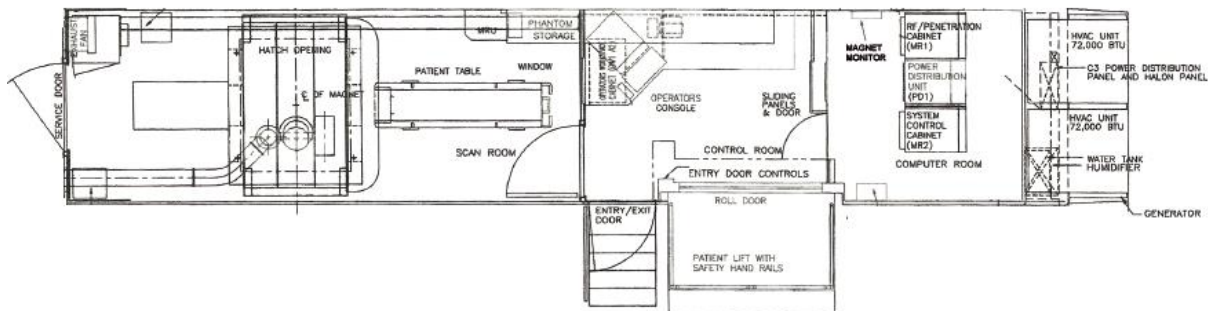 EXHAUST
FAN
SERVICE DOOR
HATCH OPENING
℄ OF MAGNET
MRU
PHANTOM
STORAGE
PATIENT TABLE
WINDOW
SCAN ROOM
OPERATORS
CONSOLE
SLIDING
PANELS
& DOOR
CONTROL ROOM
ENTRY DOOR CONTROLS
ROLL DOOR
ENTRY/EXIT
DOOR
PATIENT LIFT WITH
SAFETY HAND RAILS
MAGNET
MONITOR
RF/PENETRATION
CABINET
(MR1)
POWER
DISTRIBUTION
UNIT
(PD1)
SYSTEM
CONTROL
CABINET
(MR2)
COMPUTER ROOM
HVAC UNIT
72,000 BTU
C3 POWER DISTRIBUTION
PANEL AND HALON PANEL
HVAC UNIT
72,000 BTU
WATER TANK
HUMIDIFIER
GENERATOR